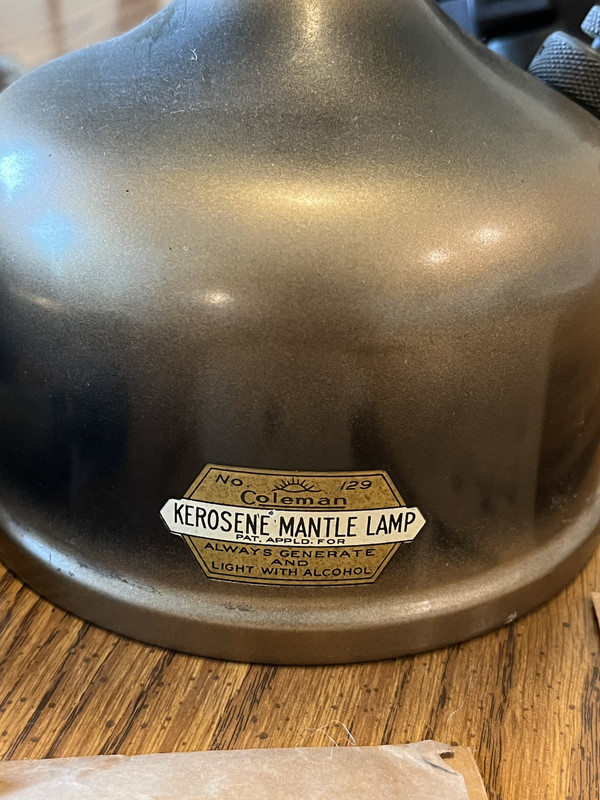 No. 129
Coleman
KEROSENE MANTLE LAMP
PAT. APPLD. FOR
ALWAYS GENERATE
AND
LIGHT WITH ALCOHOL